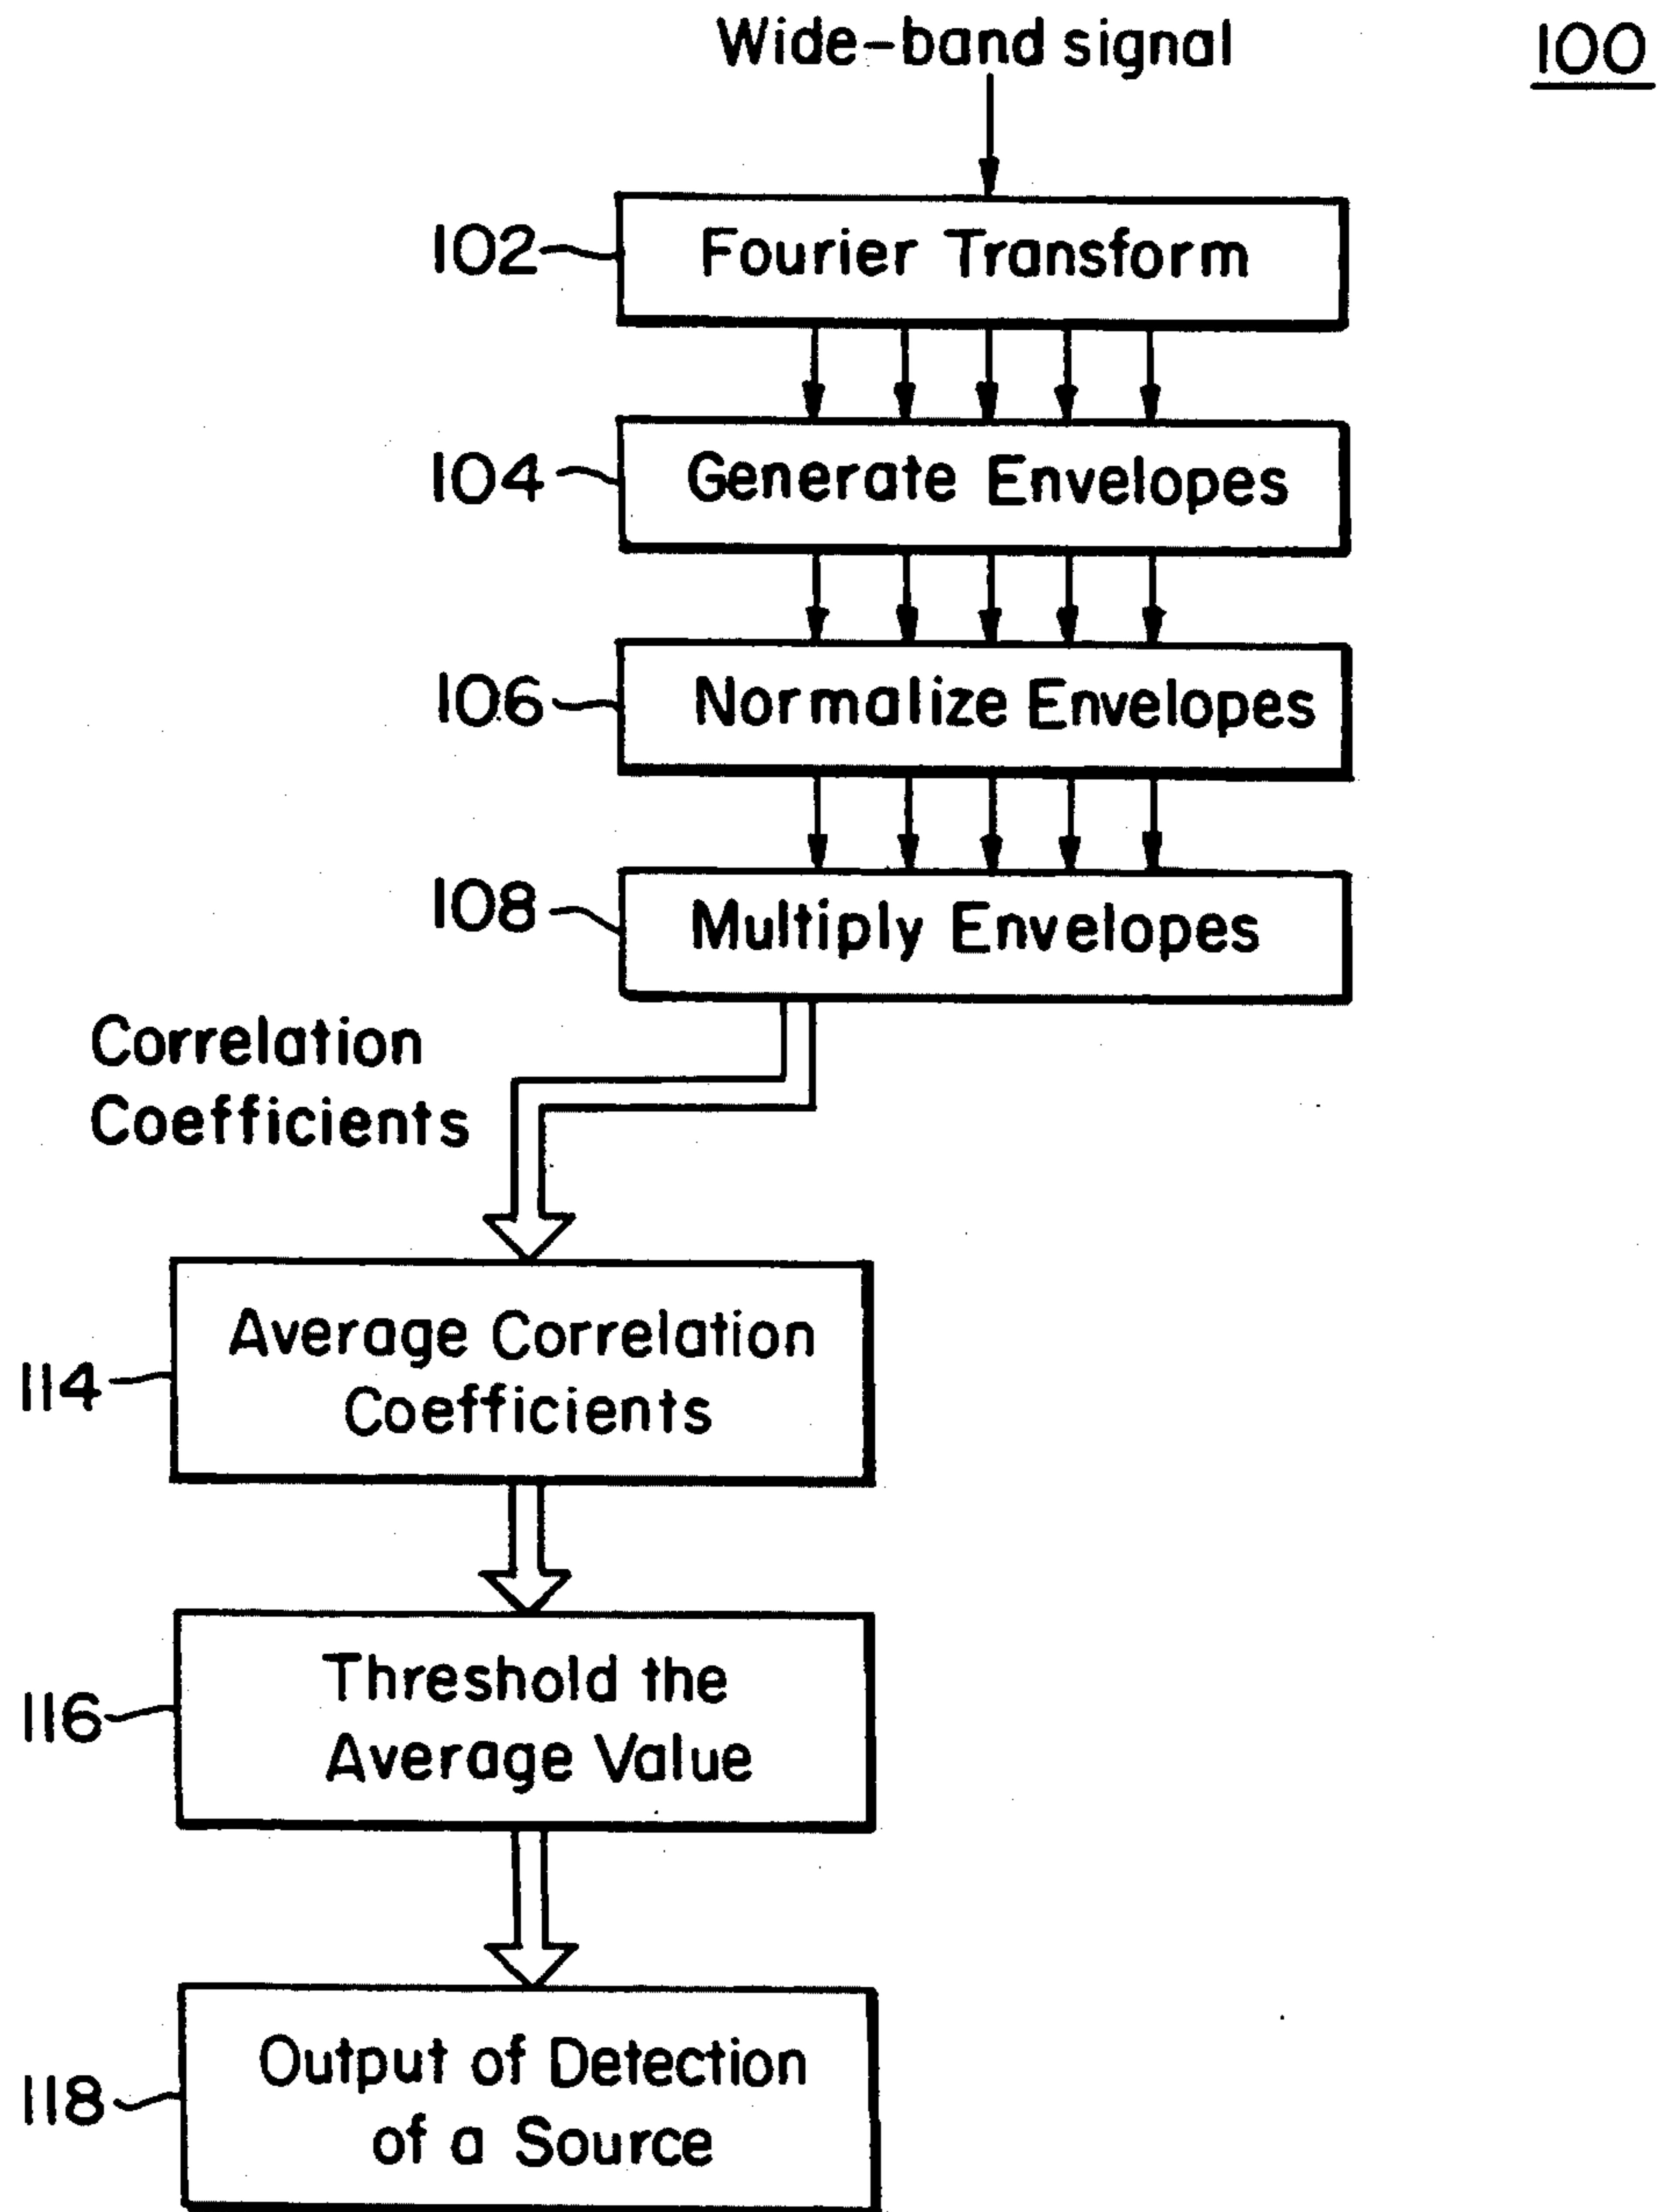 Wide-band signal
100
102
Fourier Transform
104
Generate Envelopes
106
Normalize Envelopes
108
Multiply Envelopes
Correlation
Coefficients
114
Average Correlation
Coefficients
116
Threshold the
Average Value
118
Output of Detection
of a Source